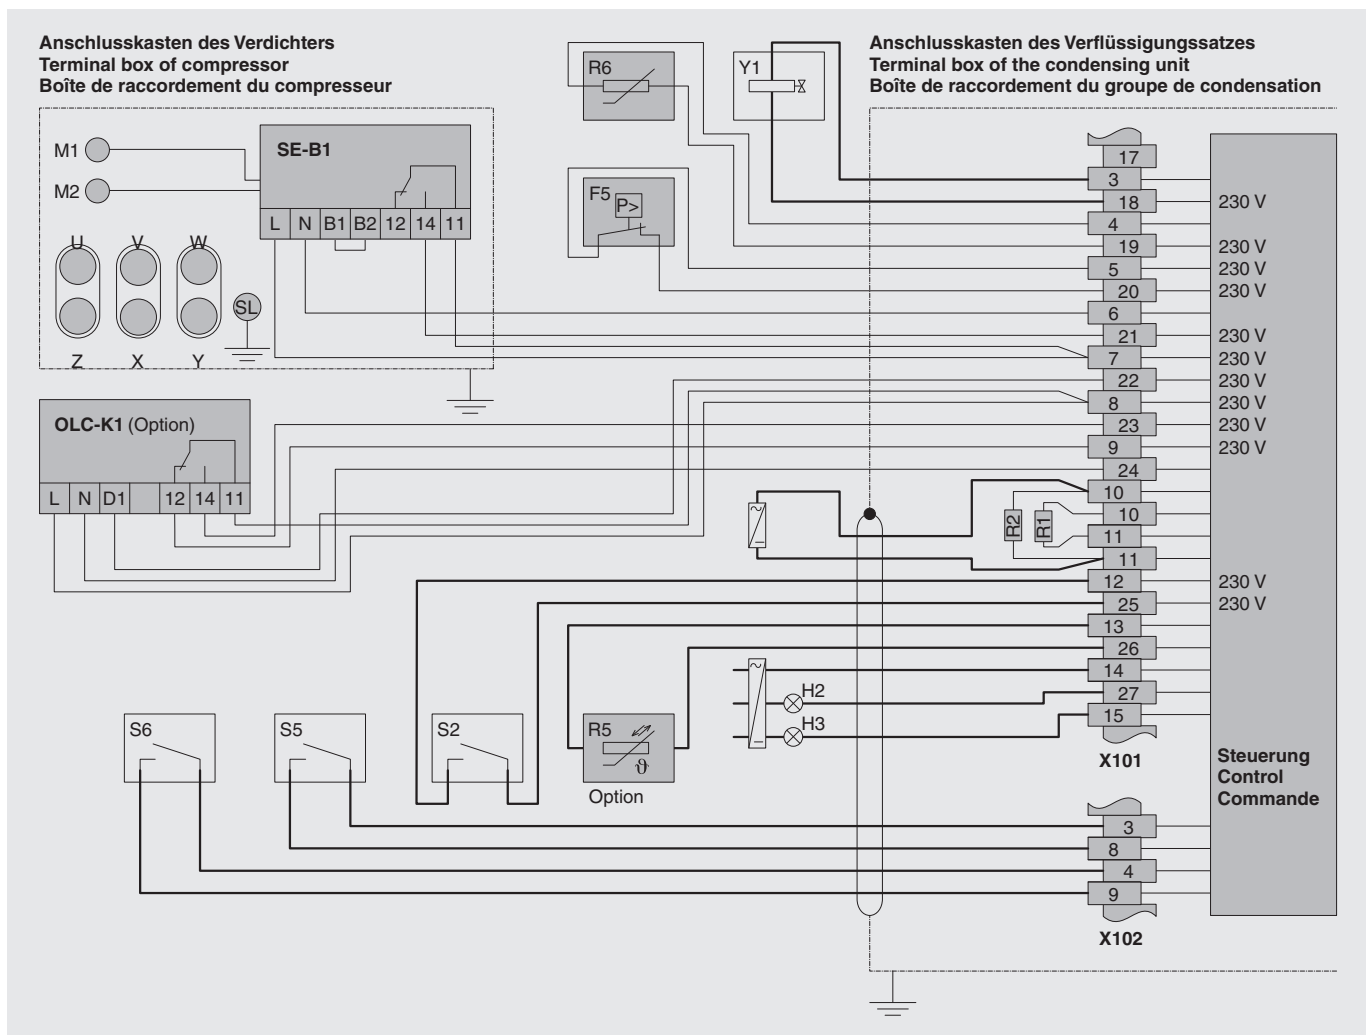 Anschlusskasten des Verdichters
Terminal box of compressor
Boîte de raccordement du compresseur
Anschlusskasten des Verflüssigungssatzes
Terminal box of the condensing unit
Boîte de raccordement du groupe de condensation
R6
Y1
M1
M2
SE-B1
L N B1 B2 12 14 11
F5
P>
U V W
SL
Z X Y
OLC-K1 (Option)
L N D1 12 14 11
17
3
18 230 V
4
19 230 V
5 230 V
20 230 V
6
21 230 V
7 230 V
22 230 V
8 230 V
23 230 V
9 230 V
24
10
10
11
11
12 230 V
25 230 V
13
26
14
27
15
R2
R1
~
–
~
–
H2
H3
S6
S5
S2
R5
ϑ
Option
X101
Steuerung
Control
Commande
3
8
4
9
X102